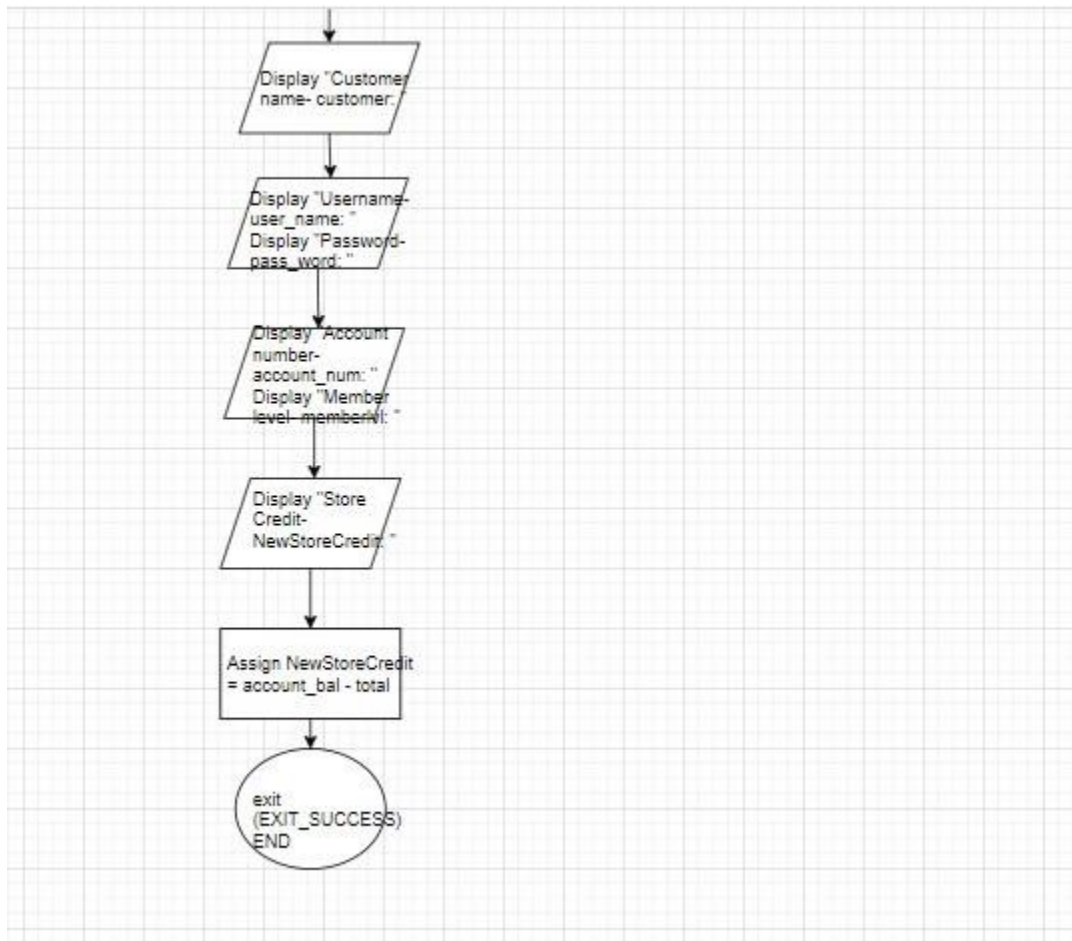 Display "Customer
name- customer: "
Display "Username-
user_name: "
Display "Password-
pass_word: "
Display "Account
number-
account_num: "
Display "Member
level- memberlvl: "
Display "Store
Credit-
NewStoreCredit: "
Assign NewStoreCredit
= account_bal - total
exit
(EXIT_SUCCESS)
END